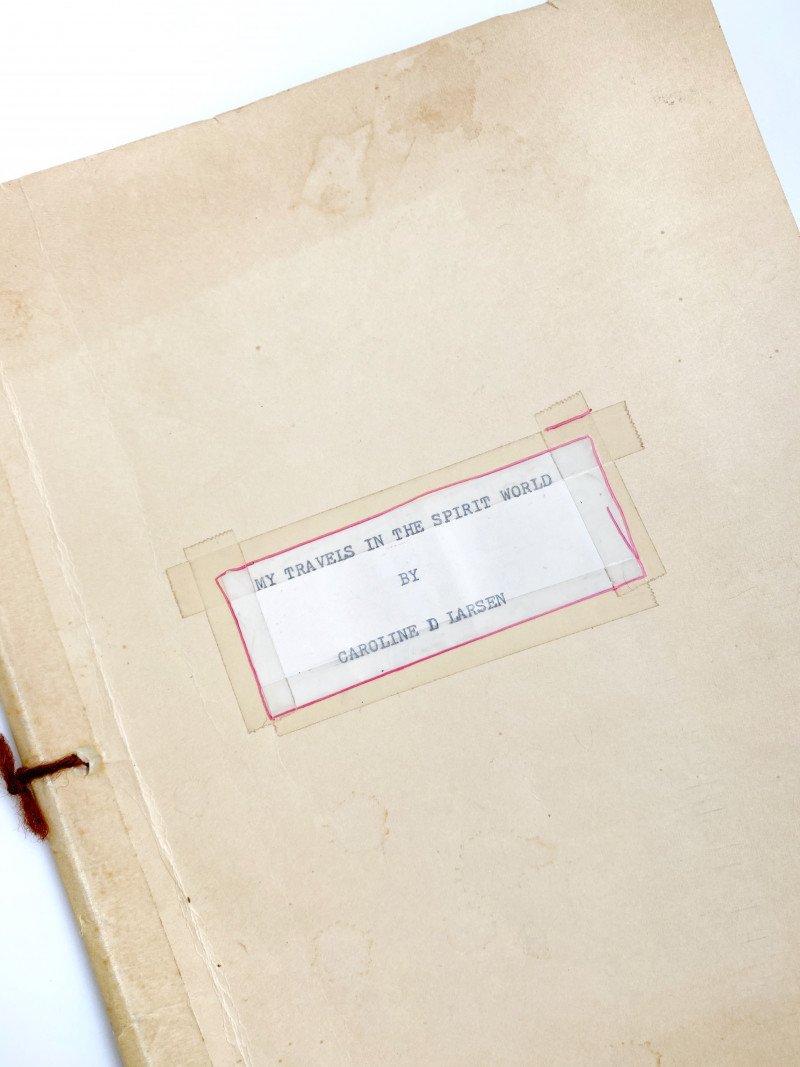 MY TRAVELS IN THE SPIRIT WORLD
BY
CAROLINE D LARSEN